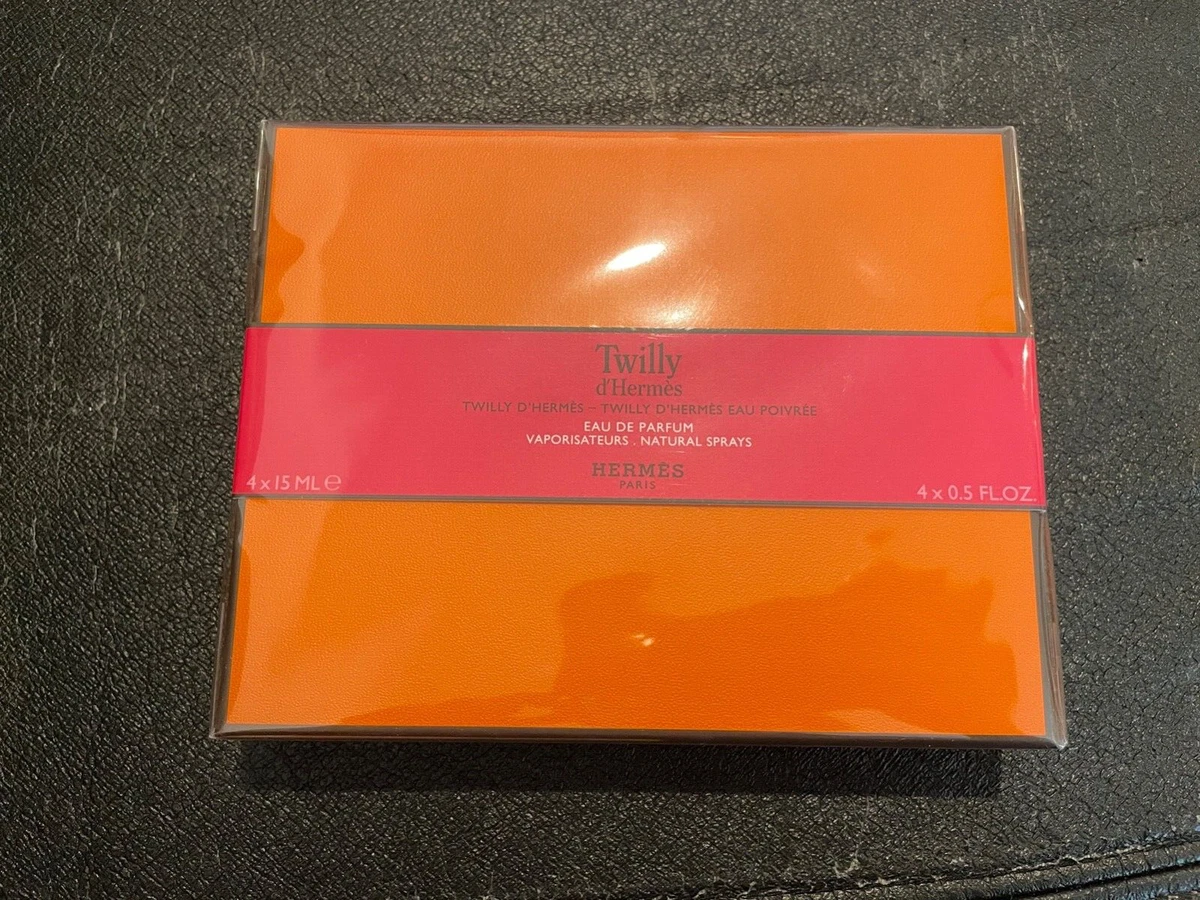 Twilly
d'Hermès
TWILLY D'HERMÈS – TWILLY D'HERMÈS EAU POIVRÉE
EAU DE PARFUM
VAPORISATEURS . NATURAL SPRAYS
HERMÈS
PARIS
4 x 15 ML ℮
4 x 0.5 FL.OZ.